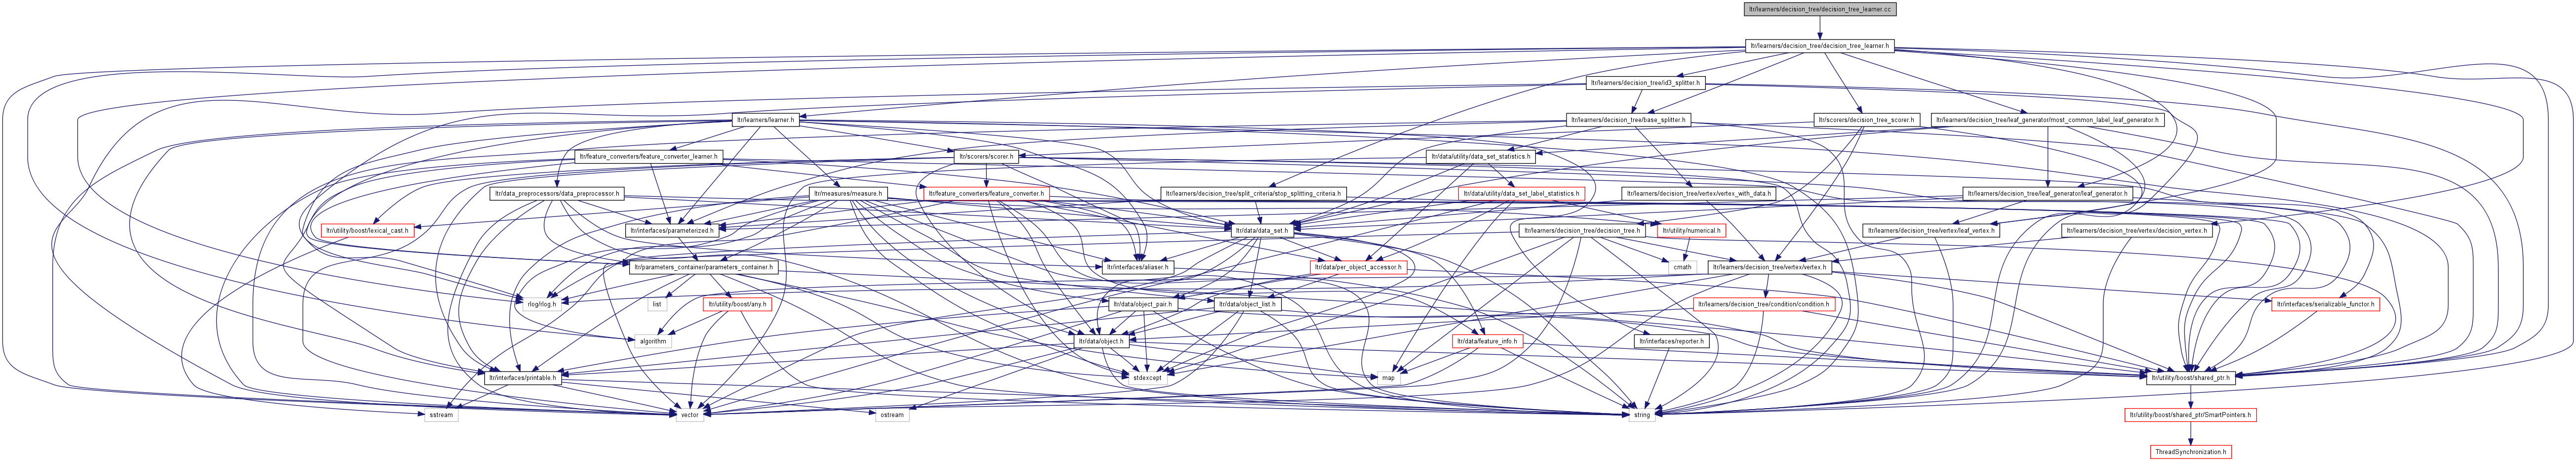 ltr/learners/decision_tree/decision_tree_learner.cc
ltr/learners/decision_tree/decision_tree_learner.h
ltr/learners/decision_tree/id3_splitter.h
ltr/learners/learner.h
ltr/learners/decision_tree/base_splitter.h
ltr/scorers/decision_tree_scorer.h
ltr/learners/decision_tree/leaf_generator/most_common_label_leaf_generator.h
ltr/feature_converters/feature_converter_learner.h
ltr/scorers/scorer.h
ltr/data/utility/data_set_statistics.h
ltr/data_preprocessors/data_preprocessor.h
ltr/measures/measure.h
ltr/feature_converters/feature_converter.h
ltr/learners/decision_tree/split_criteria/stop_splitting_criteria.h
ltr/data/utility/data_set_label_statistics.h
ltr/learners/decision_tree/vertex/vertex_with_data.h
ltr/learners/decision_tree/leaf_generator/leaf_generator.h
ltr/utility/boost/lexical_cast.h
ltr/interfaces/parameterized.h
ltr/data/data_set.h
ltr/learners/decision_tree/decision_tree.h
ltr/utility/numerical.h
ltr/learners/decision_tree/vertex/leaf_vertex.h
ltr/learners/decision_tree/vertex/decision_vertex.h
ltr/parameters_container/parameters_container.h
ltr/interfaces/aliaser.h
ltr/data/per_object_accessor.h
cmath
ltr/learners/decision_tree/vertex/vertex.h
rlog/rlog.h
list
ltr/utility/boost/any.h
ltr/data/object_pair.h
ltr/data/object_list.h
ltr/learners/decision_tree/condition/condition.h
ltr/interfaces/serializable_functor.h
algorithm
ltr/data/object.h
ltr/data/feature_info.h
ltr/interfaces/reporter.h
ltr/interfaces/printable.h
stdexcept
map
ltr/utility/boost/shared_ptr.h
sstream
vector
ostream
string
ltr/utility/boost/shared_ptr/SmartPointers.h
ThreadSynchronization.h